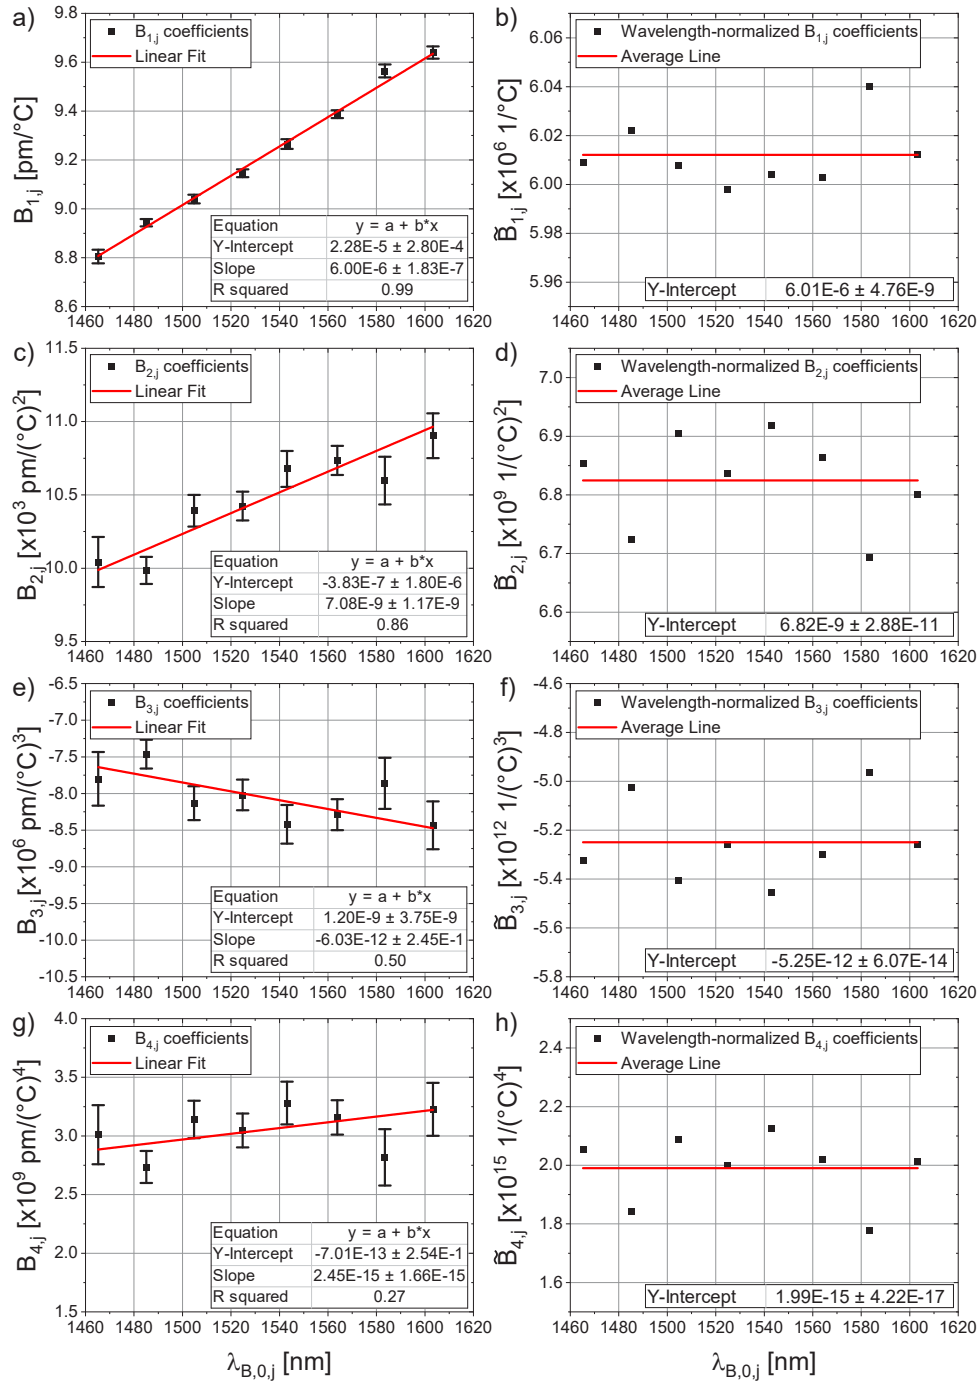 a)
9.8
9.6
9.4
9.2
9.0
8.8
8.6
B1,j [pm/°C]
B1,j coefficients
Linear Fit
Equation y = a + b*x
Y-Intercept 2.28E-5 ± 2.80E-4
Slope 6.00E-6 ± 1.83E-7
R squared 0.99
1460 1480 1500 1520 1540 1560 1580 1600 1620
b)
6.06
6.04
6.02
6.00
5.98
5.96
B̃1,j [x10⁶ 1/°C]
Wavelength-normalized B1,j coefficients
Average Line
Y-Intercept 6.01E-6 ± 4.76E-9
1460 1480 1500 1520 1540 1560 1580 1600 1620
c)
11.5
11.0
10.5
10.0
9.5
B2,j [x10³ pm/(°C)²]
B2,j coefficients
Linear Fit
Equation y = a + b*x
Y-Intercept -3.83E-7 ± 1.80E-6
Slope 7.08E-9 ± 1.17E-9
R squared 0.86
1460 1480 1500 1520 1540 1560 1580 1600 1620
d)
7.0
6.9
6.8
6.7
6.6
B̃2,j [x10⁹ 1/(°C)²]
Wavelength-normalized B2,j coefficients
Average Line
Y-Intercept 6.82E-9 ± 2.88E-11
1460 1480 1500 1520 1540 1560 1580 1600 1620
e)
-6.5
-7.0
-7.5
-8.0
-8.5
-9.0
-9.5
-10.0
-10.5
B3,j [x10⁶ pm/(°C)³]
B3,j coefficients
Linear Fit
Equation y = a + b*x
Y-Intercept 1.20E-9 ± 3.75E-9
Slope -6.03E-12 ± 2.45E-1
R squared 0.50
1460 1480 1500 1520 1540 1560 1580 1600 1620
f)
-4.6
-4.8
-5.0
-5.2
-5.4
-5.6
-5.8
B̃3,j [x10¹² 1/(°C)³]
Wavelength-normalized B3,j coefficients
Average Line
Y-Intercept -5.25E-12 ± 6.07E-14
1460 1480 1500 1520 1540 1560 1580 1600 1620
g)
4.0
3.5
3.0
2.5
2.0
1.5
B4,j [x10⁹ pm/(°C)⁴]
B4,j coefficients
Linear Fit
Equation y = a + b*x
Y-Intercept -7.01E-13 ± 2.54E-1
Slope 2.45E-15 ± 1.66E-15
R squared 0.27
1460 1480 1500 1520 1540 1560 1580 1600 1620
λB,0,j [nm]
h)
2.4
2.2
2.0
1.8
1.6
B̃4,j [x10¹⁵ 1/(°C)⁴]
Wavelength-normalized B4,j coefficients
Average Line
Y-Intercept 1.99E-15 ± 4.22E-17
1460 1480 1500 1520 1540 1560 1580 1600 1620
λB,0,j [nm]